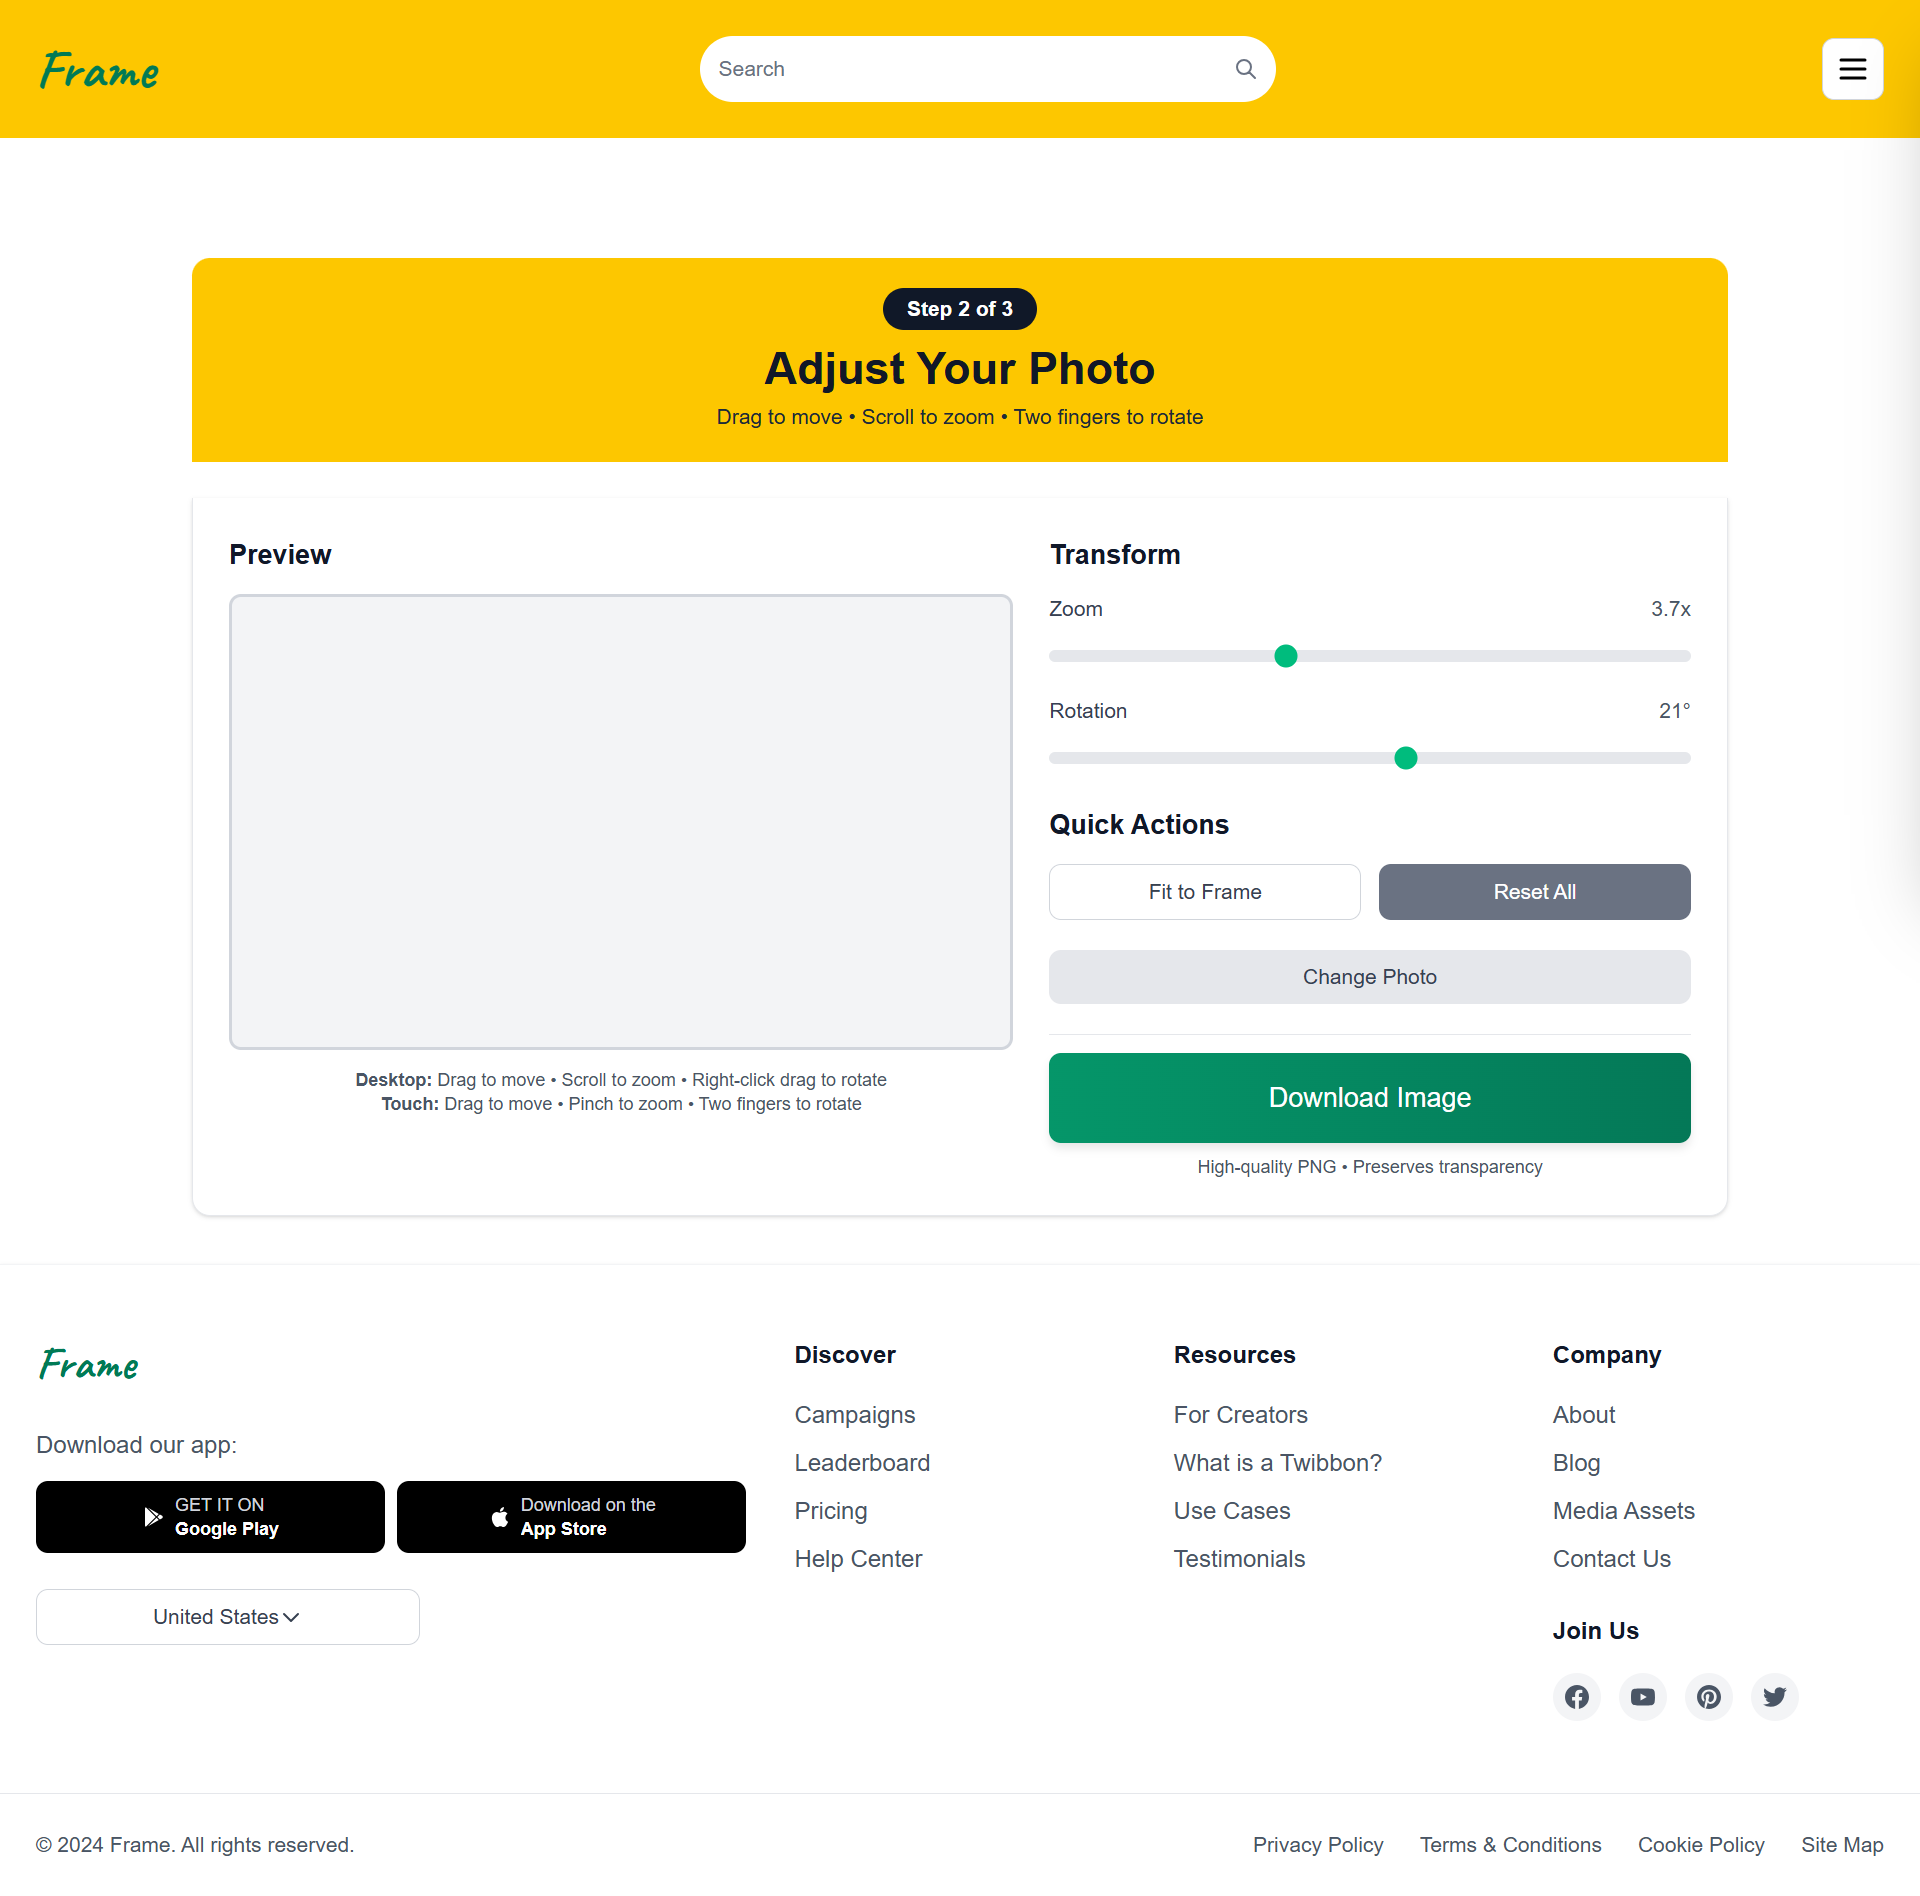 Frame
Search
Step 2 of 3
Adjust Your Photo
Drag to move • Scroll to zoom • Two fingers to rotate
Preview
Desktop: Drag to move • Scroll to zoom • Right-click drag to rotate
Touch: Drag to move • Pinch to zoom • Two fingers to rotate
Transform
Zoom 3.7x
Rotation 21°
Quick Actions
Fit to Frame
Reset All
Change Photo
Download Image
High-quality PNG • Preserves transparency
Frame
Download our app:
GET IT ON
Google Play
Download on the
App Store
United States
Discover
Campaigns
Leaderboard
Pricing
Help Center
Resources
For Creators
What is a Twibbon?
Use Cases
Testimonials
Company
About
Blog
Media Assets
Contact Us
Join Us
© 2024 Frame. All rights reserved.
Privacy Policy
Terms & Conditions
Cookie Policy
Site Map